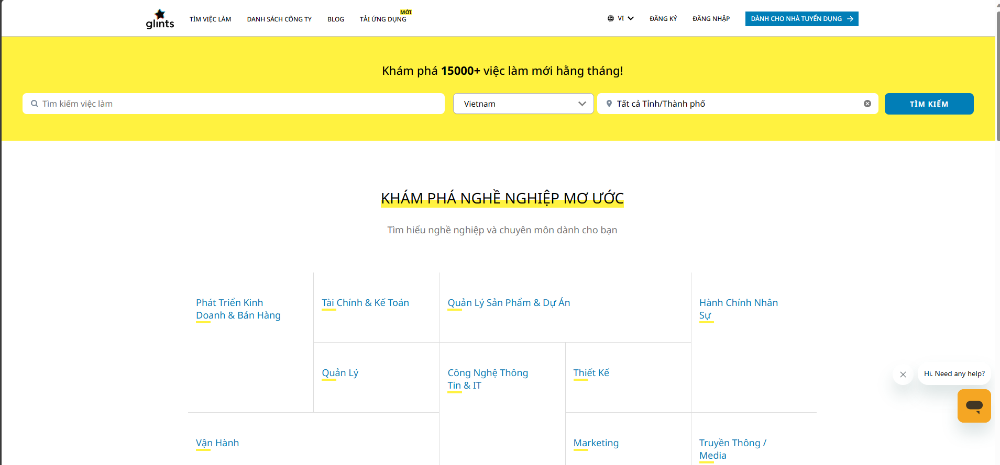 glints
TÌM VIỆC LÀM
DANH SÁCH CÔNG TY
BLOG
TẢI ỨNG DỤNG
MỚI
VI
ĐĂNG KÝ
ĐĂNG NHẬP
DÀNH CHO NHÀ TUYỂN DỤNG
Khám phá 15000+ việc làm mới hằng tháng!
Tìm kiếm việc làm
Vietnam
Tất cả Tỉnh/Thành phố
TÌM KIẾM
KHÁM PHÁ NGHỀ NGHIỆP MƠ ƯỚC
Tìm hiểu nghề nghiệp và chuyên môn dành cho bạn
Phát Triển Kinh
Doanh & Bán Hàng
Tài Chính & Kế Toán
Quản Lý Sản Phẩm & Dự Án
Hành Chính Nhân
Sự
Quản Lý
Công Nghệ Thông
Tin & IT
Thiết Kế
Hi. Need any help?
Vận Hành
Marketing
Truyền Thông /
Media